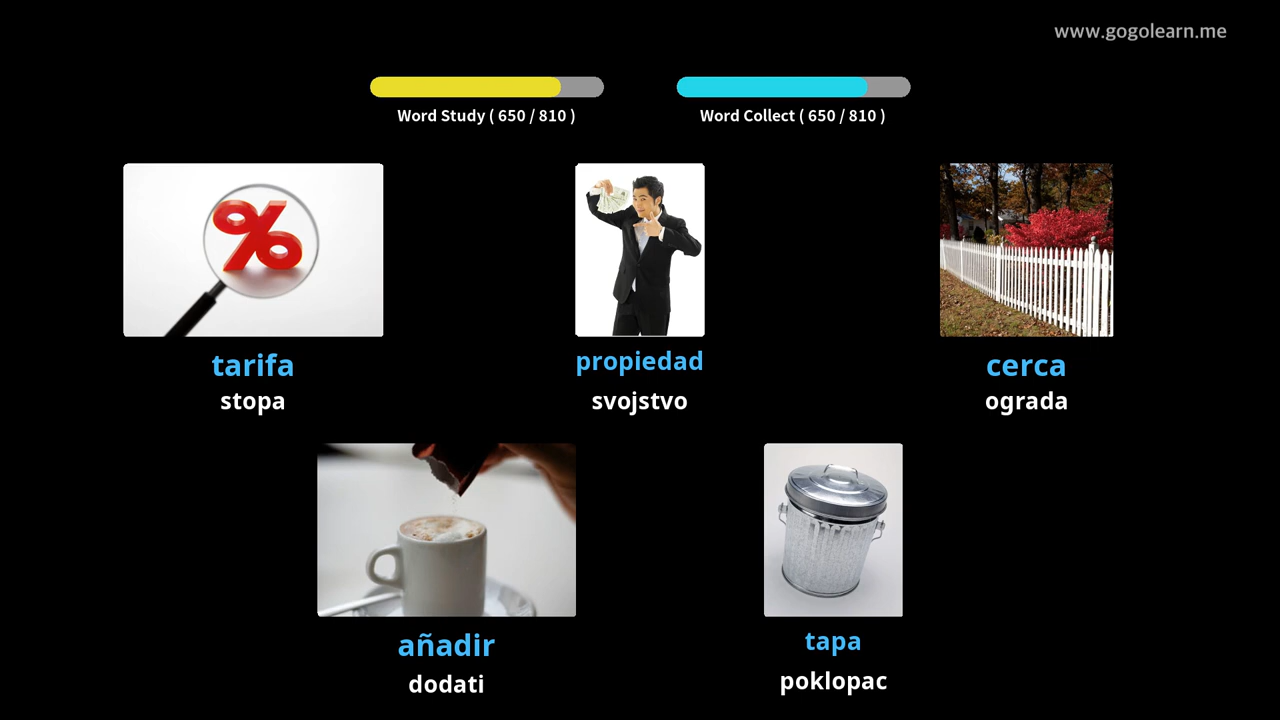 www.gogolearn.me
Word Study ( 650 / 810 )
Word Collect ( 650 / 810 )
tarifa
stopa
propiedad
svojstvo
cerca
ograda
añadir
dodati
tapa
poklopac